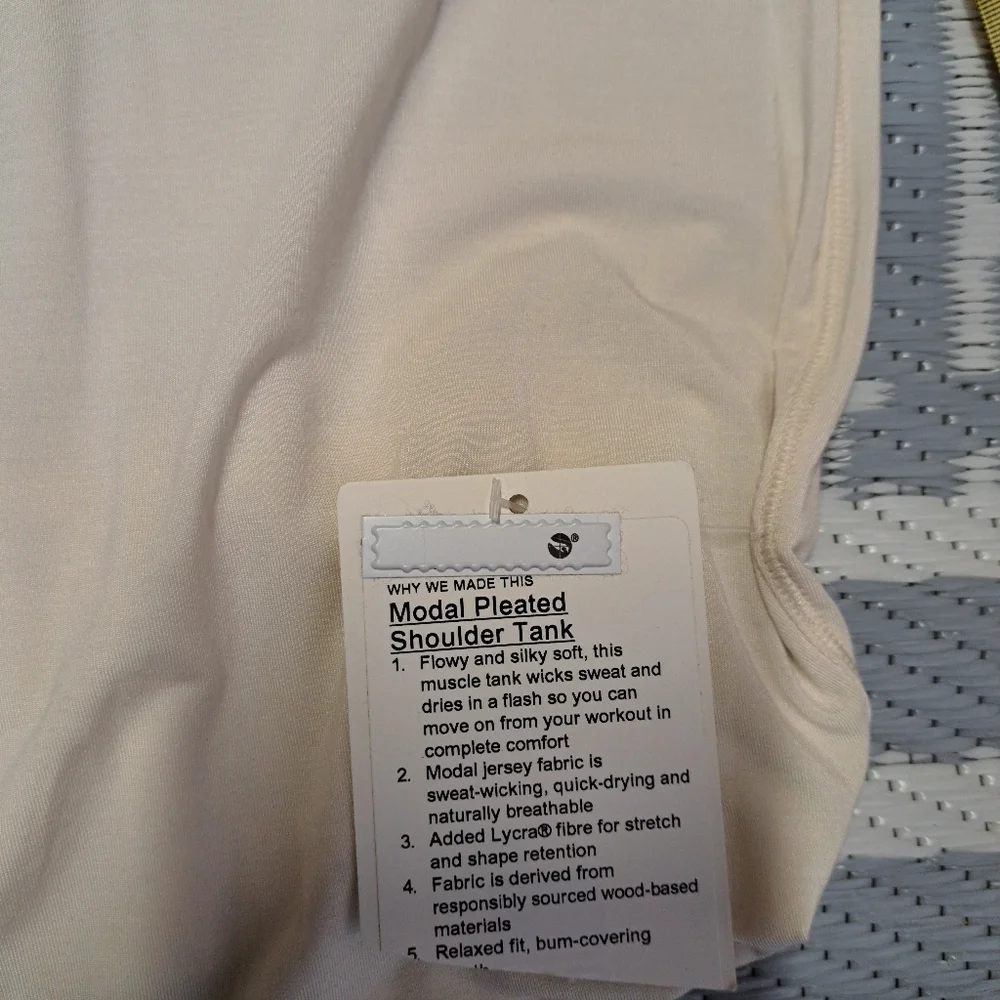 ®
WHY WE MADE THIS
Modal Pleated
Shoulder Tank
1. Flowy and silky soft, this
muscle tank wicks sweat and
dries in a flash so you can
move on from your workout in
complete comfort
2. Modal jersey fabric is
sweat-wicking, quick-drying and
naturally breathable
3. Added Lycra® fibre for stretch
and shape retention
4. Fabric is derived from
responsibly sourced wood-based
materials
5. Relaxed fit, bum-covering